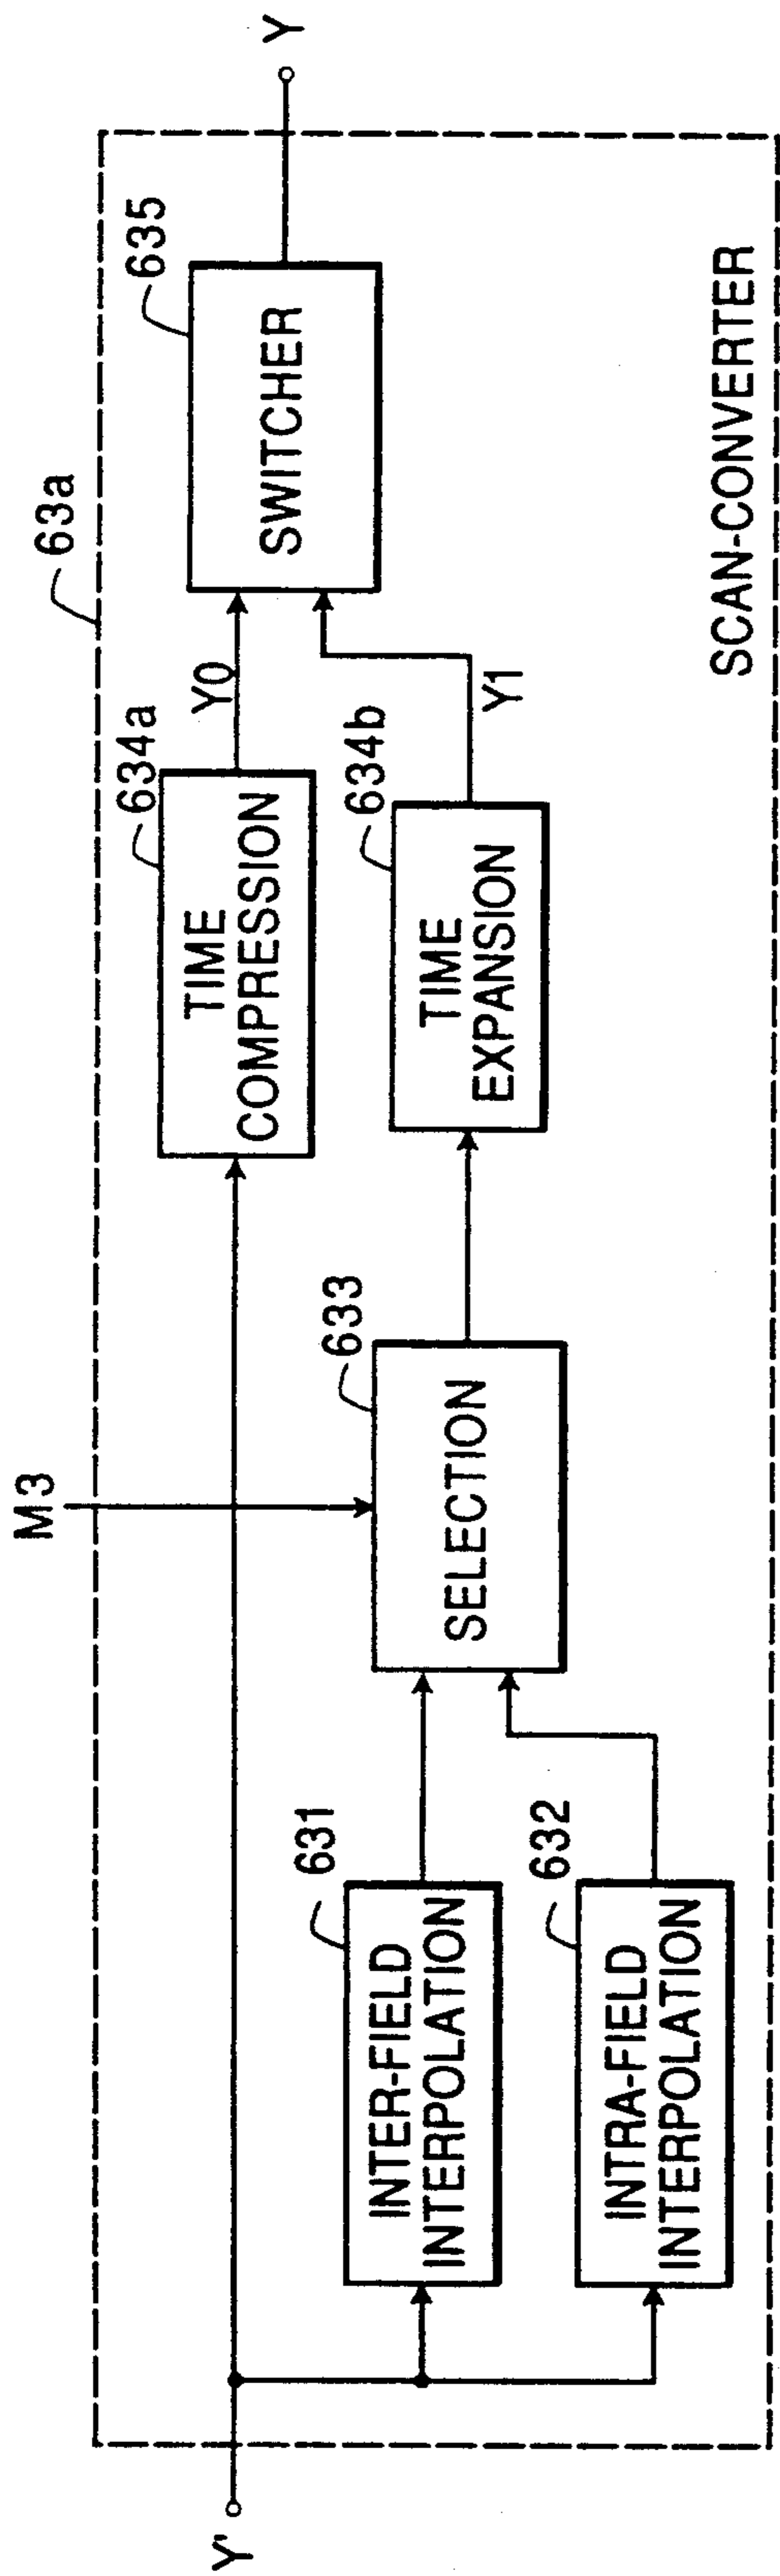 63a
M3
Y'
631
INTER-FIELD
INTERPOLATION
632
INTRA-FIELD
INTERPOLATION
633
SELECTION
634a
TIME
COMPRESSION
634b
TIME
EXPANSION
Y0
Y1
635
SWITCHER
Y
SCAN-CONVERTER